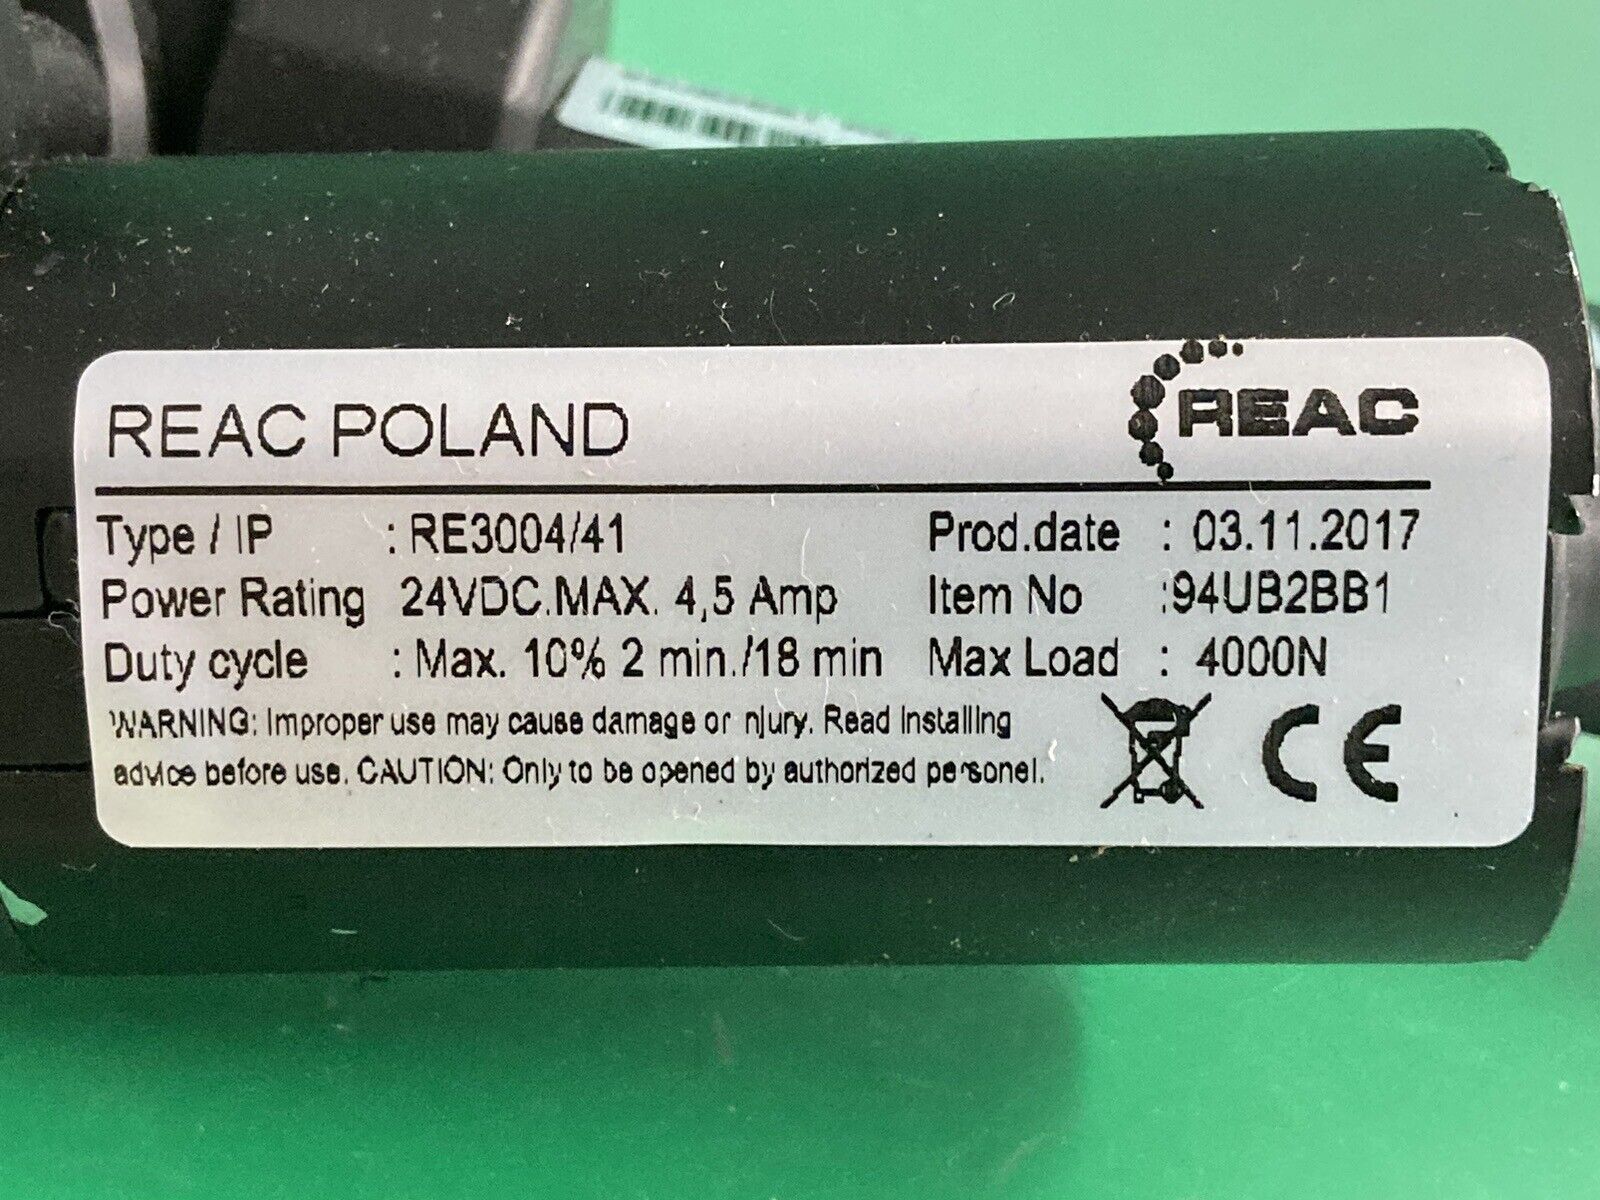 REAC POLAND
REAC
Type / IP : RE3004/41 Prod.date : 03.11.2017
Power Rating 24VDC.MAX. 4,5 Amp Item No :94UB2BB1
Duty cycle : Max. 10% 2 min./18 min Max Load : 4000N
WARNING: Improper use may cause damage or njury. Read Installing
advice before use. CAUTION: Only to be opened by authorized personel.
CE